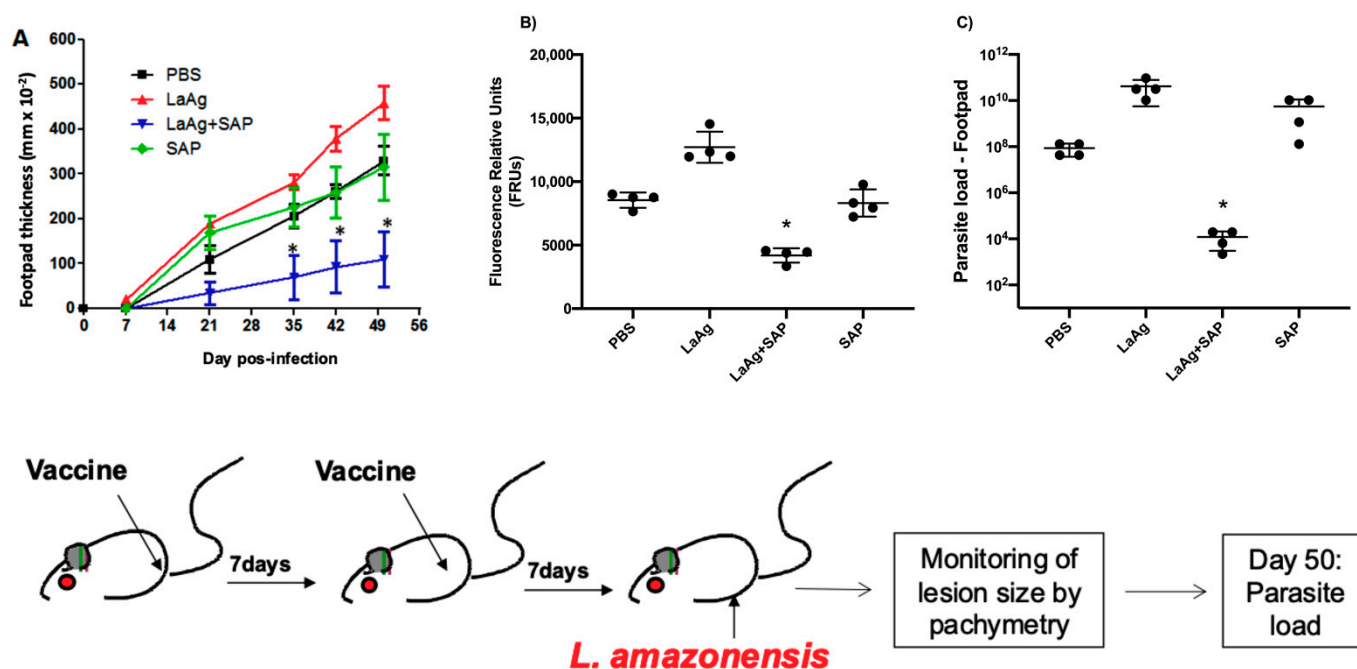 A
Footpad thickness (mm x 10⁻²)
600
500
400
300
200
100
0
PBS
LaAg
LaAg+SAP
SAP
*
*
*
0 7 14 21 28 35 42 49 56
Day pos-infection
B)
Fluorescence Relative Units
(FRUs)
20,000
15,000
10,000
5000
0
*
PBS
LaAg
LaAg+SAP
SAP
C)
Parasite load - Footpad
10¹²
10¹⁰
10⁸
10⁶
10⁴
10²
*
PBS
LaAg
LaAg+SAP
SAP
Vaccine
7days
Vaccine
7days
L. amazonensis
Monitoring of
lesion size by
pachymetry
Day 50:
Parasite
load